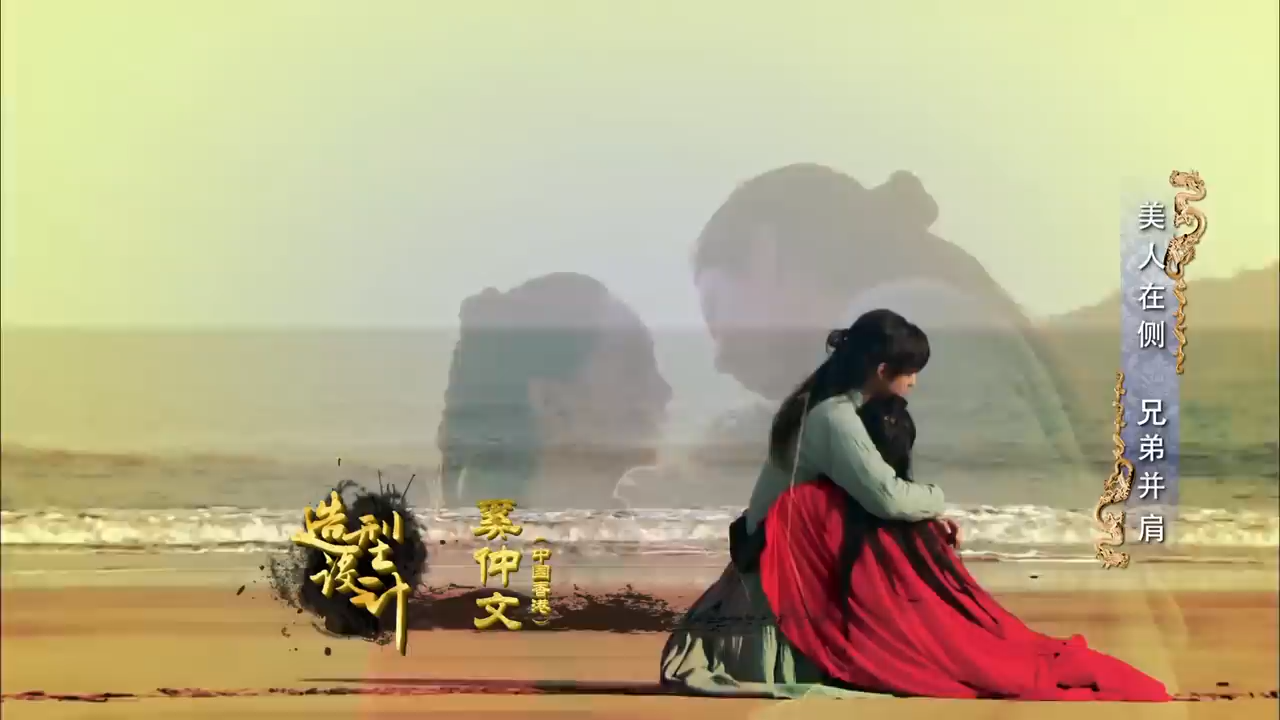 美人在侧 兄弟并肩
造型设计
奚仲文
（中国香港）